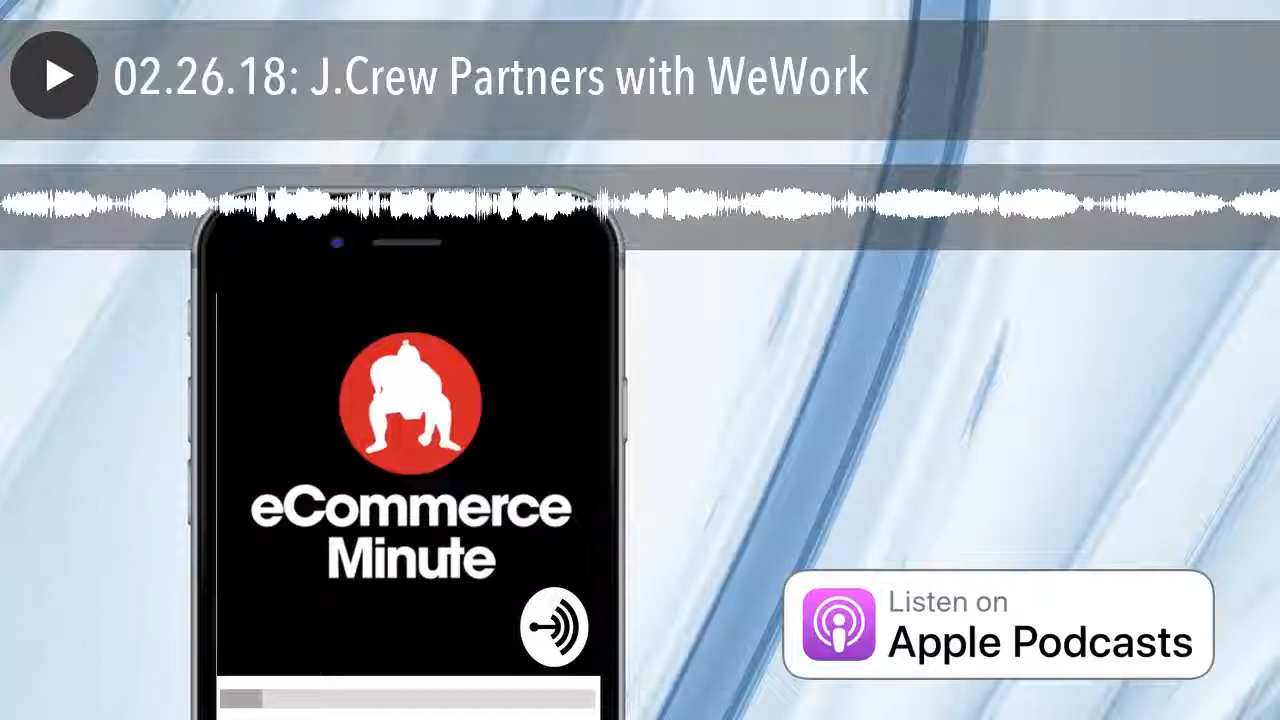 02.26.18: J.Crew Partners with WeWork
eCommerce
Minute
Listen on
Apple Podcasts